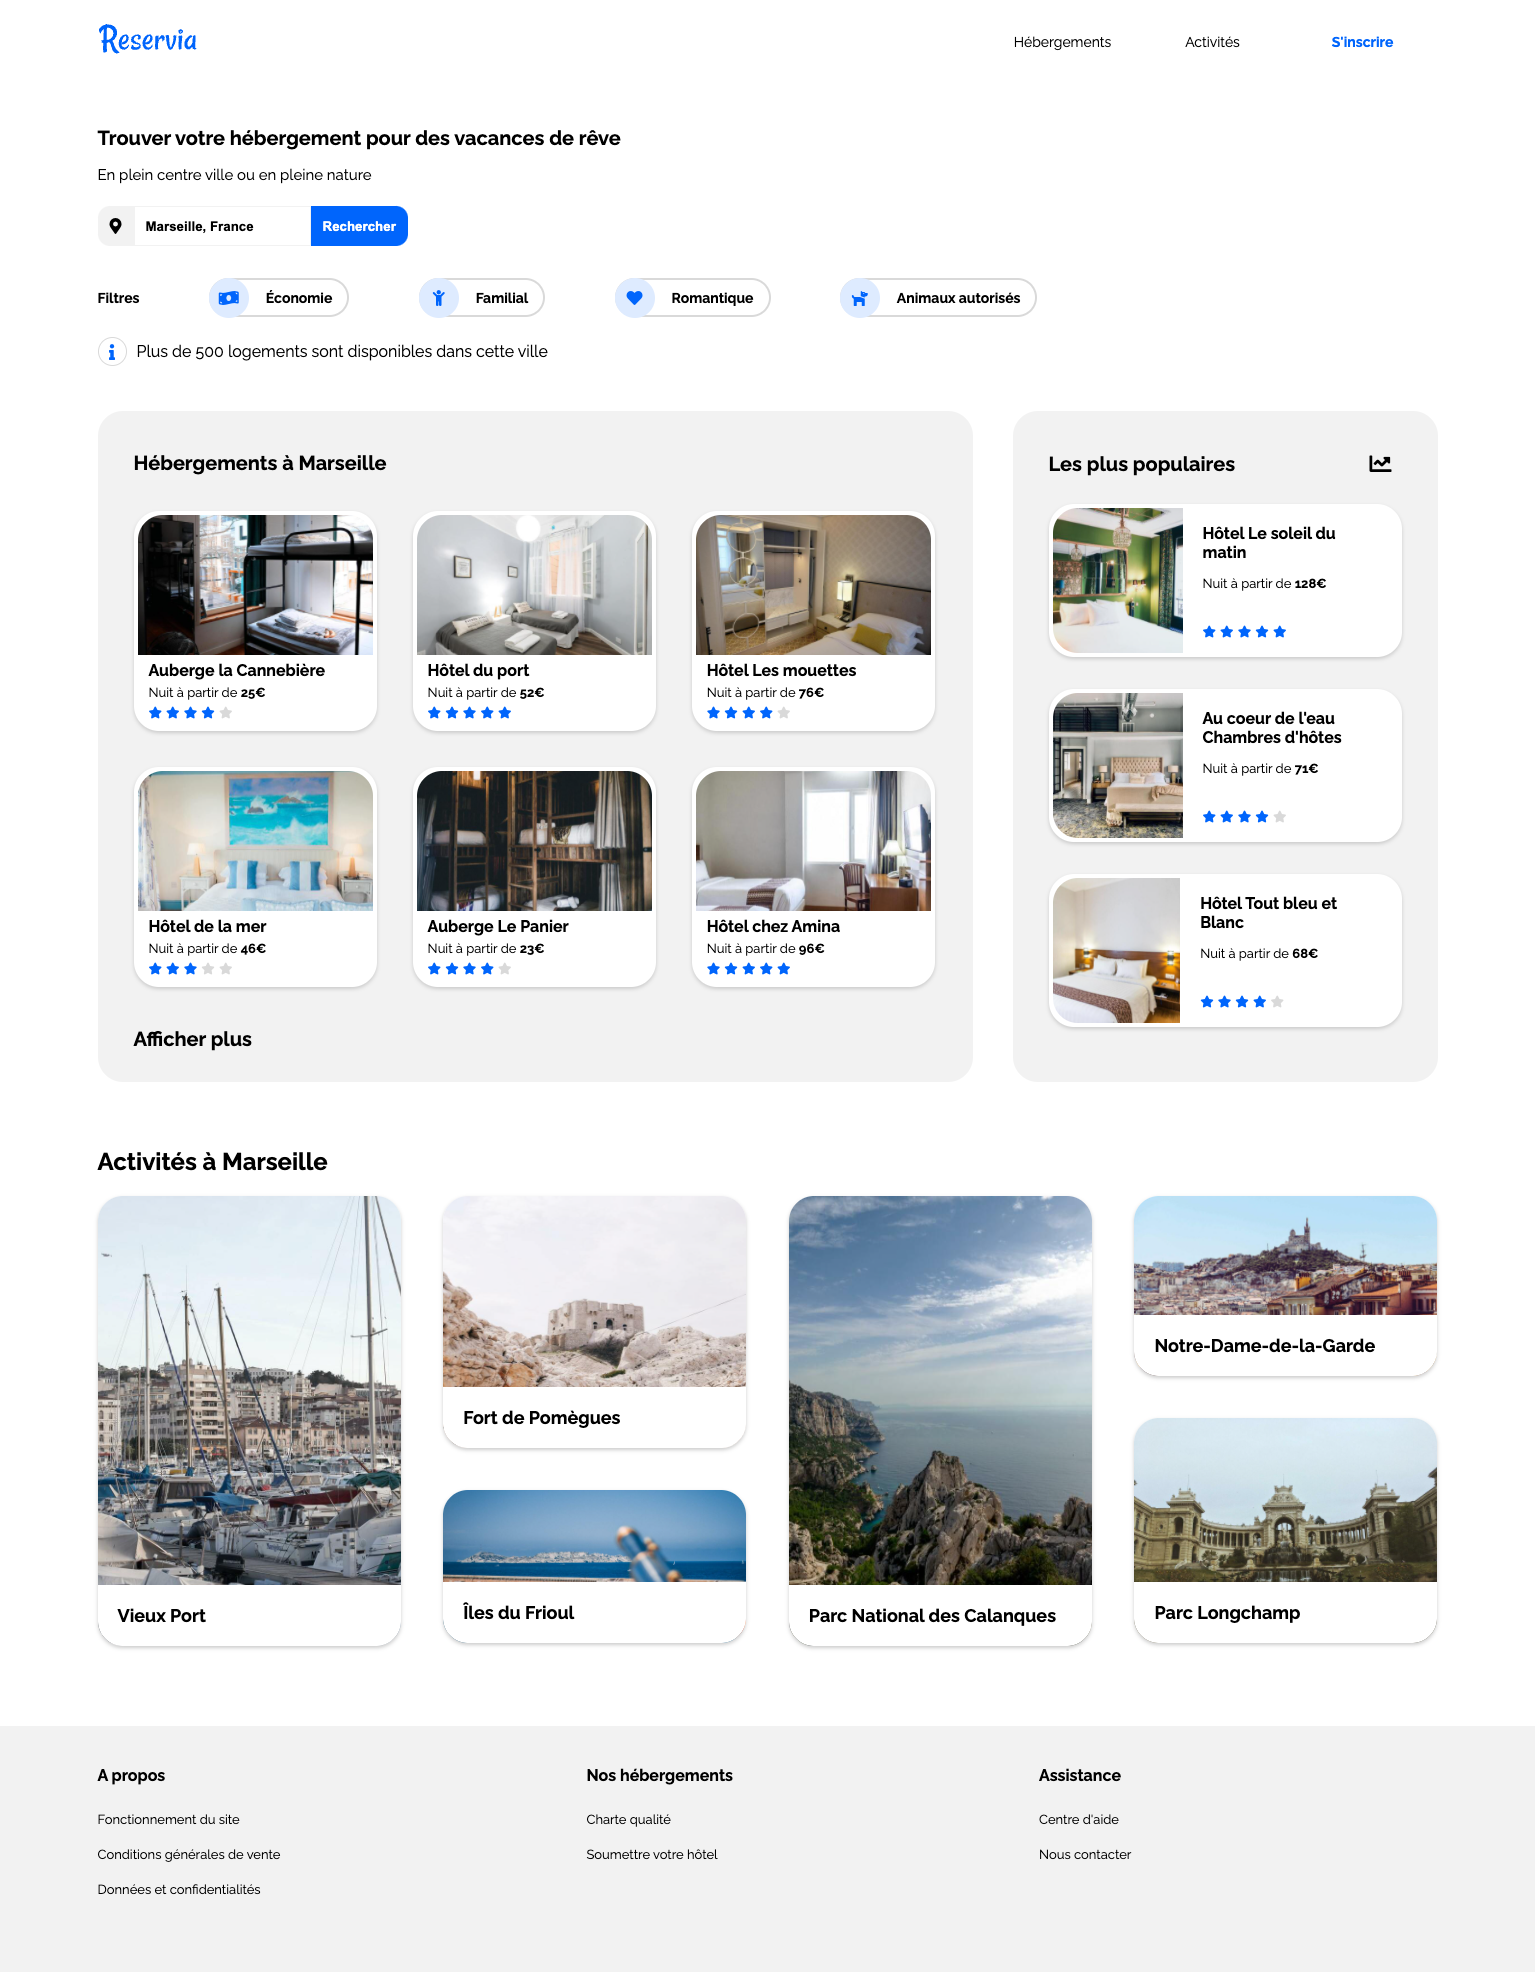 Reservia
Hébergements
Activités
S'inscrire
Trouver votre hébergement pour des vacances de rêve
En plein centre ville ou en pleine nature
Marseille, France
Rechercher
Filtres
Économie
Familial
Romantique
Animaux autorisés
Plus de 500 logements sont disponibles dans cette ville
Hébergements à Marseille
Auberge la Cannebière
Nuit à partir de 25€
Hôtel du port
Nuit à partir de 52€
Hôtel Les mouettes
Nuit à partir de 76€
Hôtel de la mer
Nuit à partir de 46€
Auberge Le Panier
Nuit à partir de 23€
Hôtel chez Amina
Nuit à partir de 96€
Afficher plus
Les plus populaires
Hôtel Le soleil du
matin
Nuit à partir de 128€
Au coeur de l'eau
Chambres d'hôtes
Nuit à partir de 71€
Hôtel Tout bleu et
Blanc
Nuit à partir de 68€
Activités à Marseille
Vieux Port
Fort de Pomègues
Îles du Frioul
Parc National des Calanques
Notre-Dame-de-la-Garde
Parc Longchamp
A propos
Fonctionnement du site
Conditions générales de vente
Données et confidentialités
Nos hébergements
Charte qualité
Soumettre votre hôtel
Assistance
Centre d'aide
Nous contacter